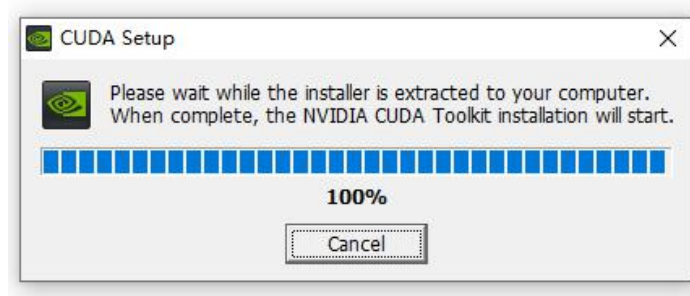 CUDA Setup
Please wait while the installer is extracted to your computer.
When complete, the NVIDIA CUDA Toolkit installation will start.
100%
Cancel